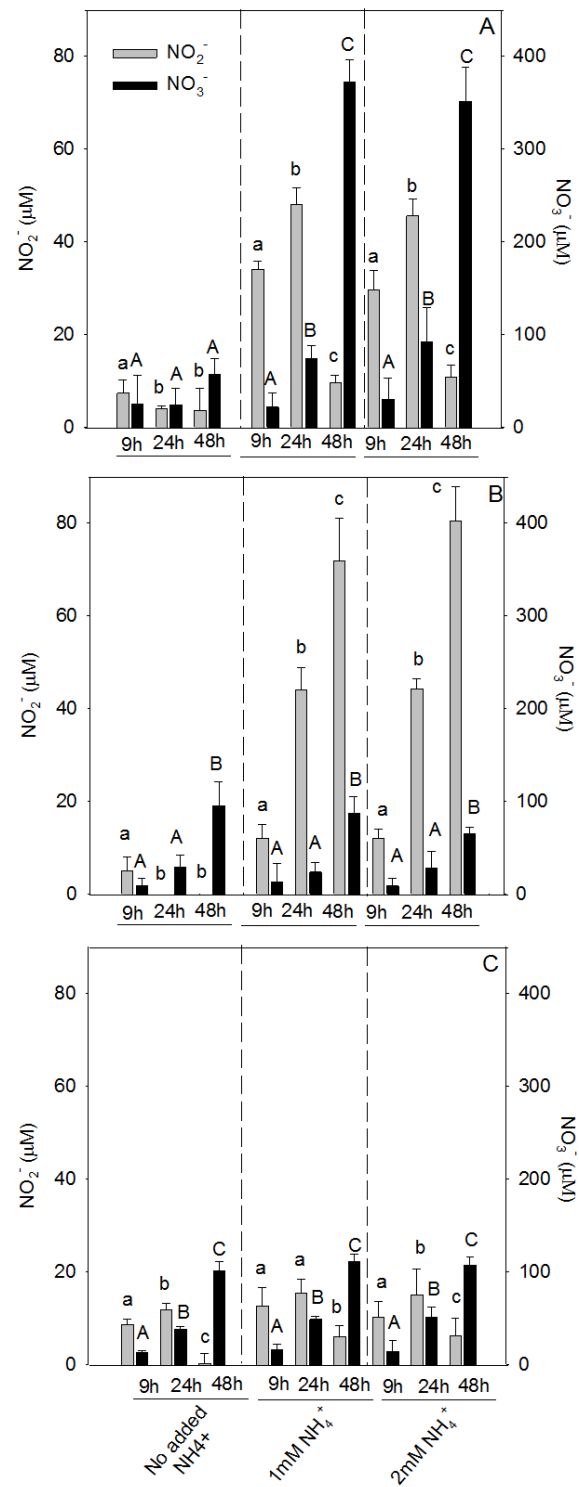 A
NO₂⁻
NO₃⁻
80
60
40
20
0
400
300
200
100
0
NO₂⁻ (µM)
NO₃⁻ (µM)
a A b A b A
a A b B c C
a A b B c C
9h 24h 48h 9h 24h 48h 9h 24h 48h
B
80
60
40
20
0
400
300
200
100
0
NO₂⁻ (µM)
NO₃⁻ (µM)
a A b A b B
a A b A c B
a A b A c B
9h 24h 48h 9h 24h 48h 9h 24h 48h
C
80
60
40
20
0
400
300
200
100
0
NO₂⁻ (µM)
NO₃⁻ (µM)
a A b B c C
a A a B b C
a A b B c C
9h 24h 48h 9h 24h 48h 9h 24h 48h
No added
NH4+
1mM NH₄⁺
2mM NH₄⁺